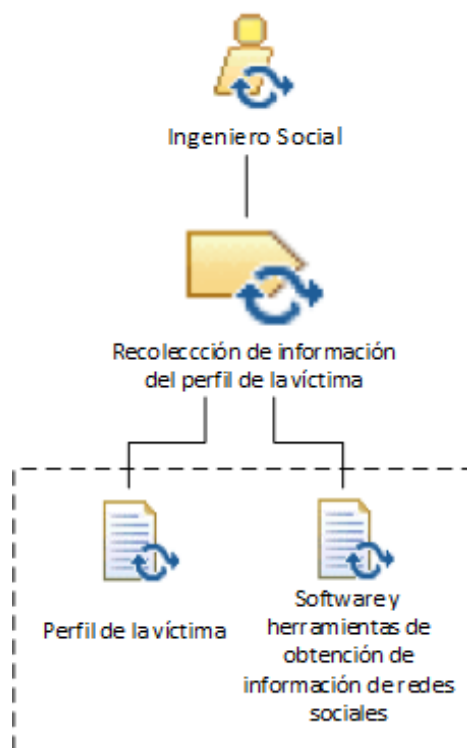 Ingeniero Social
Recoleccción de información
del perfil de la víctima
Perfil de la víctima
Software y
herramientas de
obtención de
información de redes
sociales